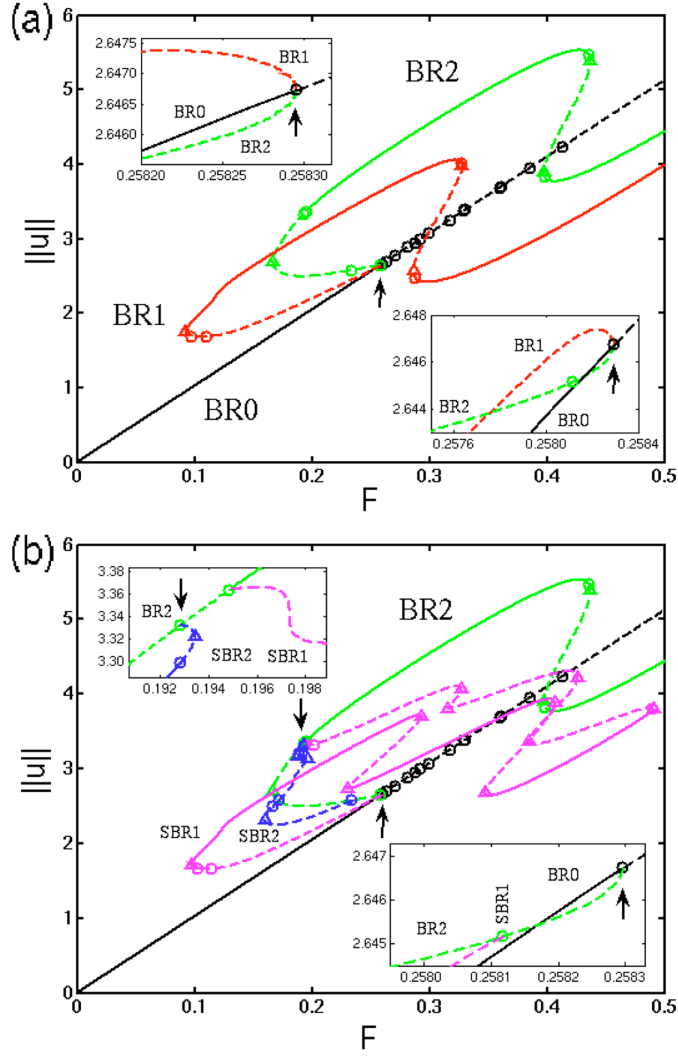 (a)
6
5
4
3
2
1
0
||u||
0
0.1
0.2
0.3
0.4
0.5
F
BR2
BR1
BR0
2.6475
2.6470
2.6465
2.6460
0.25820
0.25825
0.25830
BR1
BR0
BR2
2.648
2.646
2.644
0.2576
0.2580
0.2584
BR1
BR2
BR0
(b)
6
5
4
3
2
1
0
||u||
0
0.1
0.2
0.3
0.4
0.5
F
BR2
SBR1
SBR2
3.38
3.36
3.34
3.32
3.30
0.192
0.194
0.196
0.198
BR2
SBR2
SBR1
2.647
2.646
2.645
0.2580
0.2581
0.2582
0.2583
BR0
SBR1
BR2